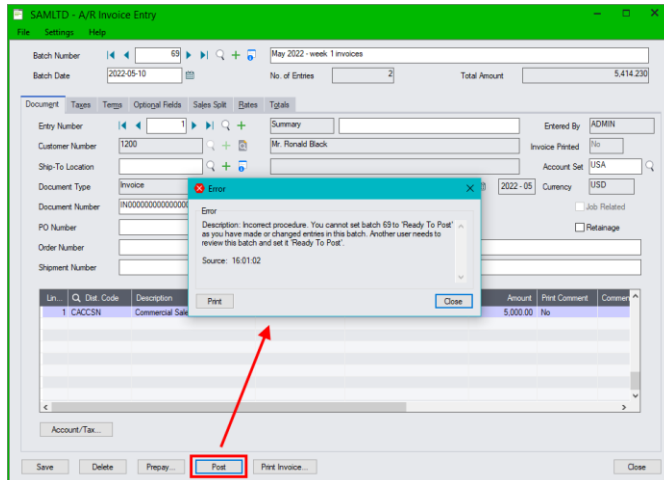 SAMLTD - A/R Invoice Entry
File Settings Help
Batch Number 69 May 2022 - week 1 invoices
Batch Date 2022-05-10 No. of Entries 2 Total Amount 5,414.230
Document Taxes Terms Optional Fields Sales Split Rates Totals
Entry Number 1 Summary Entered By ADMIN
Customer Number 1200 Mr. Ronald Black Invoice Printed No
Ship-To Location Account Set USA
Document Type Invoice 2022 - 05 Currency USD
Document Number Job Related
PO Number Retainage
Order Number
Shipment Number
Error
Error
Description: Incorrect procedure. You cannot set batch 69 to 'Ready To Post'
as you have made or changed entries in this batch. Another user needs to
review this batch and set it 'Ready To Post'.
Source: 16:01:02
Print Close
Lin... Dist. Code Description Amount Print Comment
1 CACCSN Commercial 5,000.00 No
Account/Tax...
Save Delete Prepay... Post Print Invoice... Close